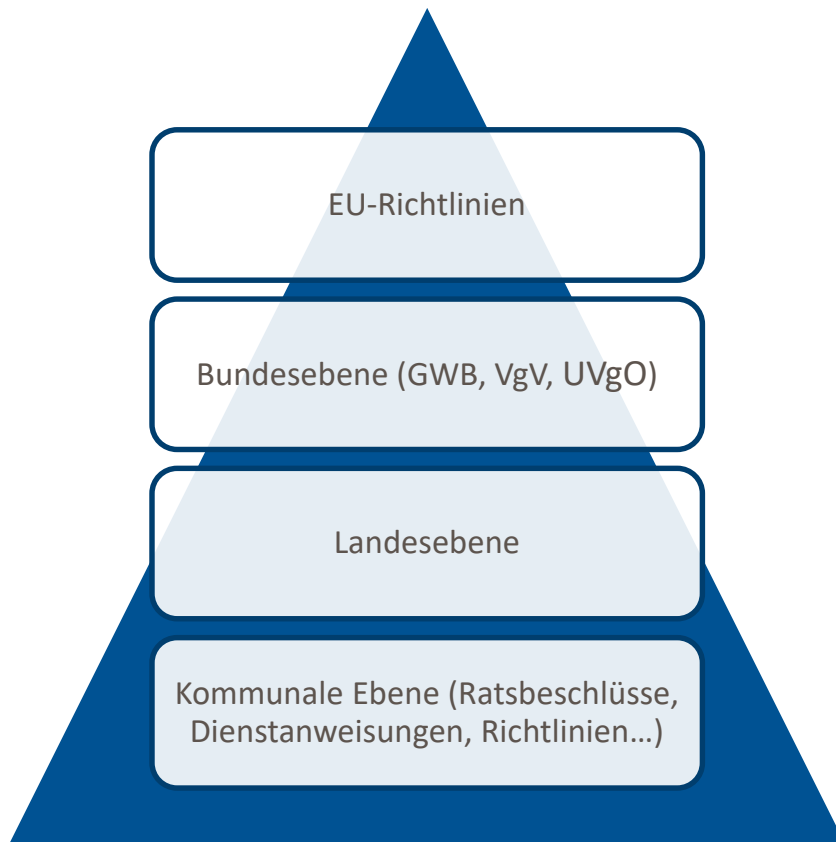 EU-Richtlinien
Bundesebene (GWB, VgV, UVgO)
Landesebene
Kommunale Ebene (Ratsbeschlüsse,
Dienstanweisungen, Richtlinien…)